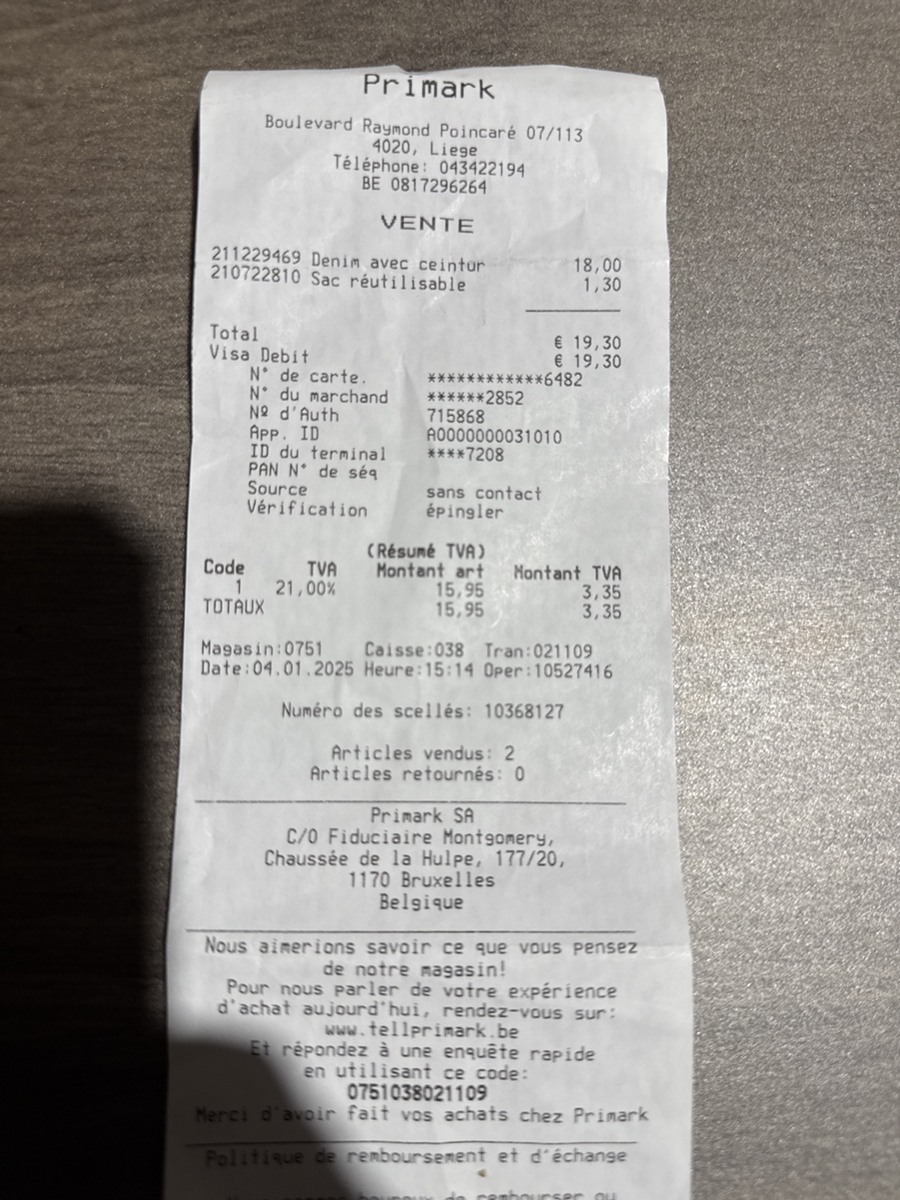 Primark
Boulevard Raymond Poincaré 07/113
4020, Liege
Téléphone: 043422194
BE 0817296264
VENTE
211229469 Denim avec ceintur 18,00
210722810 Sac réutilisable 1,30
Total € 19,30
Visa Debit € 19,30
N° de carte. ************6482
N° du marchand ******2852
Nº d'Auth 715868
App. ID A0000000031010
ID du terminal ****7208
PAN N° de séq
Source sans contact
Vérification épingler
(Résumé TVA)
Code TVA Montant art Montant TVA
1 21,00% 15,95 3,35
TOTAUX 15,95 3,35
Magasin:0751 Caisse:038 Tran:021109
Date:04.01.2025 Heure:15:14 Oper:10527416
Numéro des scellés: 10368127
Articles vendus: 2
Articles retournés: 0
Primark SA
C/O Fiduciaire Montgomery,
Chaussée de la Hulpe, 177/20,
1170 Bruxelles
Belgique
Nous aimerions savoir ce que vous pensez
de notre magasin!
Pour nous parler de votre expérience
d'achat aujourd'hui, rendez-vous sur:
www.tellprimark.be
Et répondez à une enquête rapide
en utilisant ce code:
0751038021109
Merci d'avoir fait vos achats chez Primark
Politique de remboursement et d'échange
de rembourser ou